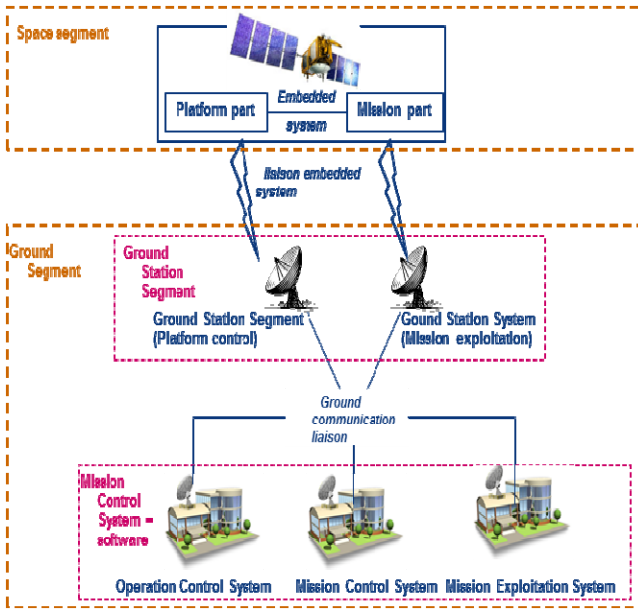 Space segment
Platform part
Embedded
system
Mission part
liaison embedded
system
Ground
Segment
Ground
Station
Segment
Ground Station Segment
(Platform control)
Gound Station System
(Mission exploitation)
Ground
communication
liaison
Mission
Control
System –
software
Operation Control System
Mission Control System
Mission Exploitation System